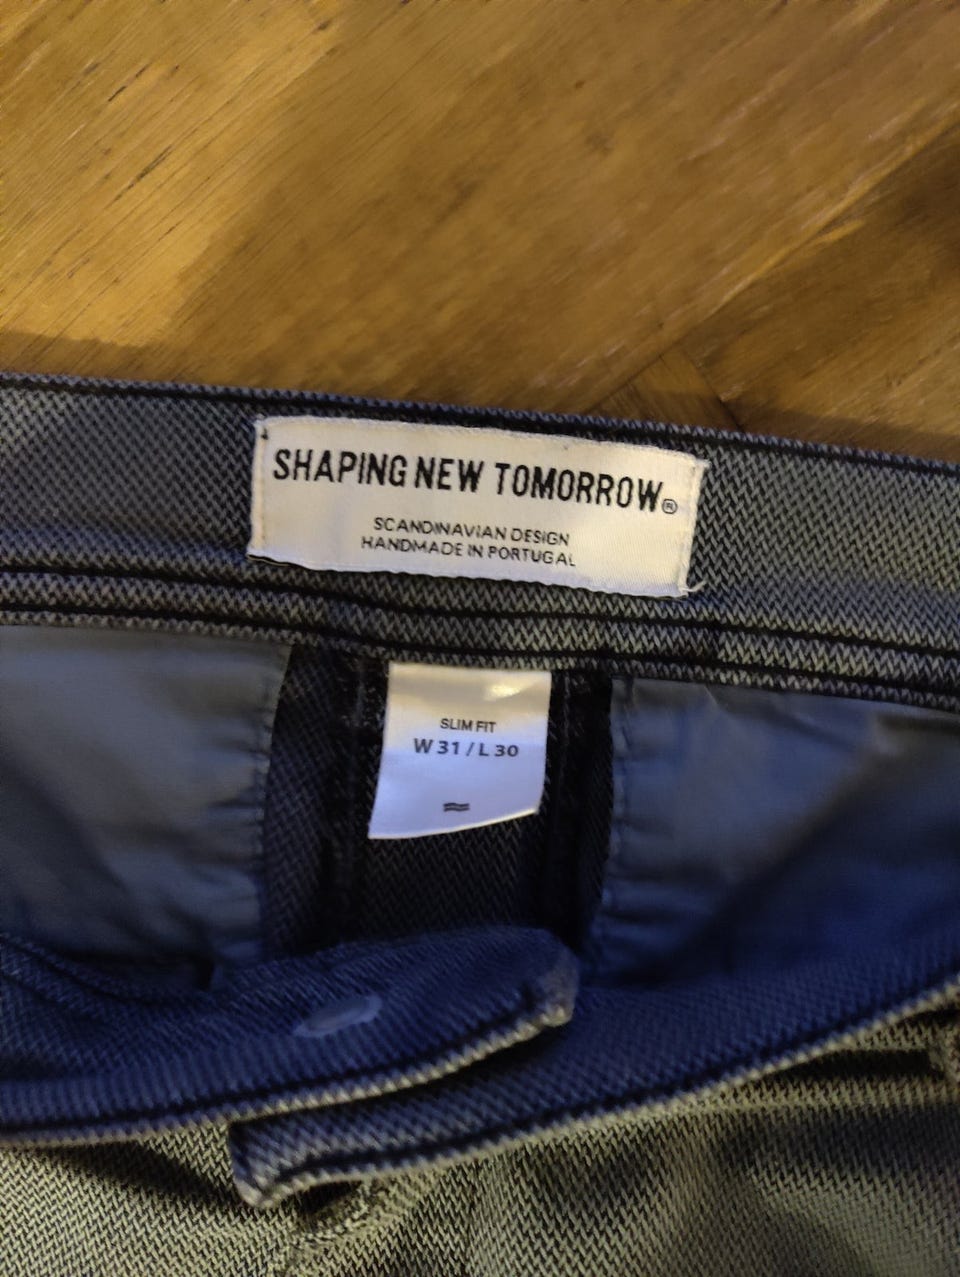 SHAPING NEW TOMORROW®
SCANDINAVIAN DESIGN
HANDMADE IN PORTUGAL
SLIM FIT
W 31 / L 30